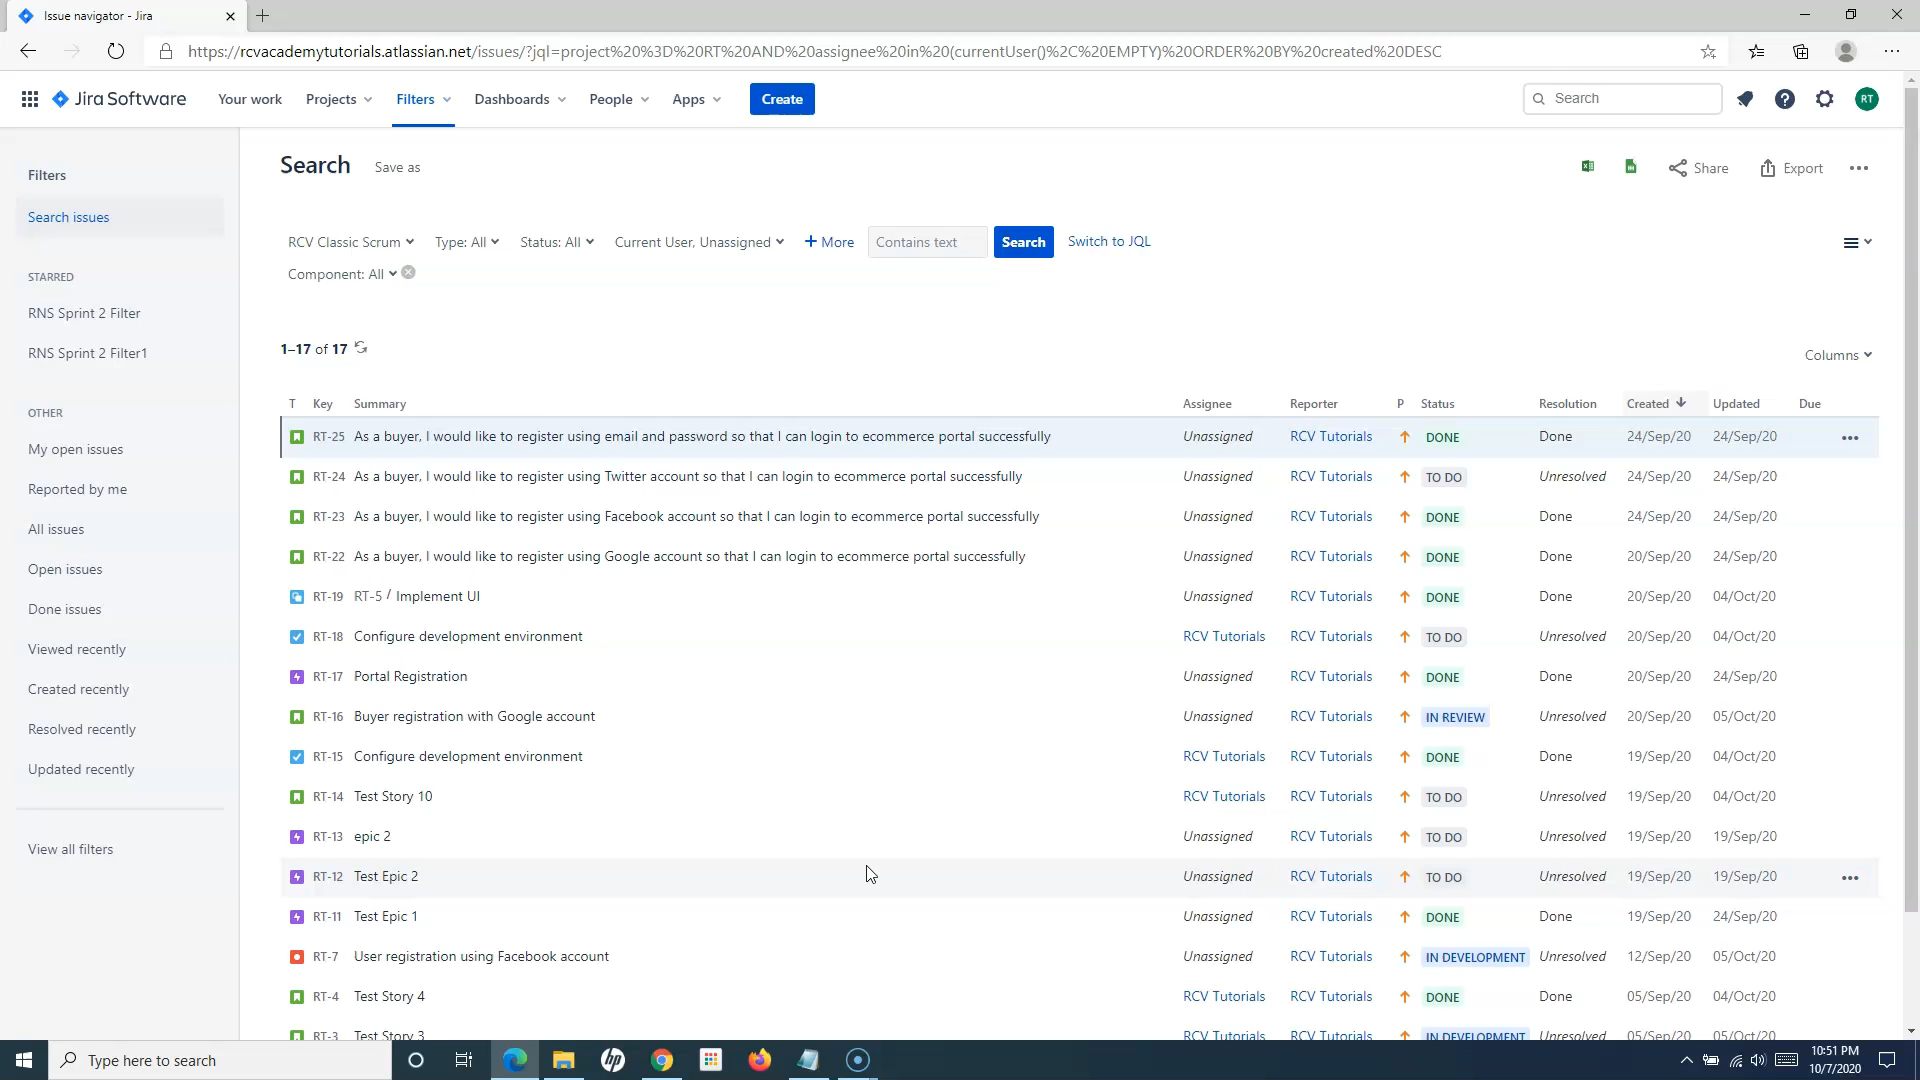 Issue navigator - Jira
https://rcvacademytutorials.atlassian.net/issues/?jql=project%20%3D%20RT%20AND%20assignee%20in%20(currentUser()%2C%20EMPTY)%20ORDER%20BY%20created%20DESC
Jira Software Your work Projects Filters Dashboards People Apps Create Search RT
Filters
Search issues
STARRED
RNS Sprint 2 Filter
RNS Sprint 2 Filter1
OTHER
My open issues
Reported by me
All issues
Open issues
Done issues
Viewed recently
Created recently
Resolved recently
Updated recently
View all filters
Search Save as Share Export
RCV Classic Scrum Type: All Status: All Current User, Unassigned + More Contains text Search Switch to JQL
Component: All
1–17 of 17
Columns
T Key Summary Assignee Reporter P Status Resolution Created Updated Due
RT-25 As a buyer, I would like to register using email and password so that I can login to ecommerce portal successfully Unassigned RCV Tutorials DONE Done 24/Sep/20 24/Sep/20
RT-24 As a buyer, I would like to register using Twitter account so that I can login to ecommerce portal successfully Unassigned RCV Tutorials TO DO Unresolved 24/Sep/20 24/Sep/20
RT-23 As a buyer, I would like to register using Facebook account so that I can login to ecommerce portal successfully Unassigned RCV Tutorials DONE Done 24/Sep/20 24/Sep/20
RT-22 As a buyer, I would like to register using Google account so that I can login to ecommerce portal successfully Unassigned RCV Tutorials DONE Done 20/Sep/20 24/Sep/20
RT-19 RT-5 / Implement UI Unassigned RCV Tutorials DONE Done 20/Sep/20 04/Oct/20
RT-18 Configure development environment RCV Tutorials RCV Tutorials TO DO Unresolved 20/Sep/20 04/Oct/20
RT-17 Portal Registration Unassigned RCV Tutorials DONE Done 20/Sep/20 24/Sep/20
RT-16 Buyer registration with Google account Unassigned RCV Tutorials IN REVIEW Unresolved 20/Sep/20 05/Oct/20
RT-15 Configure development environment RCV Tutorials RCV Tutorials DONE Done 19/Sep/20 04/Oct/20
RT-14 Test Story 10 RCV Tutorials RCV Tutorials TO DO Unresolved 19/Sep/20 04/Oct/20
RT-13 epic 2 Unassigned RCV Tutorials TO DO Unresolved 19/Sep/20 19/Sep/20
RT-12 Test Epic 2 Unassigned RCV Tutorials TO DO Unresolved 19/Sep/20 19/Sep/20
RT-11 Test Epic 1 Unassigned RCV Tutorials DONE Done 19/Sep/20 24/Sep/20
RT-7 User registration using Facebook account Unassigned RCV Tutorials IN DEVELOPMENT Unresolved 12/Sep/20 05/Oct/20
RT-4 Test Story 4 RCV Tutorials RCV Tutorials DONE Done 05/Sep/20 04/Oct/20
RT-3 Test Story 3 RCV Tutorials RCV Tutorials IN DEVELOPMENT Unresolved 05/Sep/20 05/Oct/20
Type here to search
hp
10:51 PM
10/7/2020